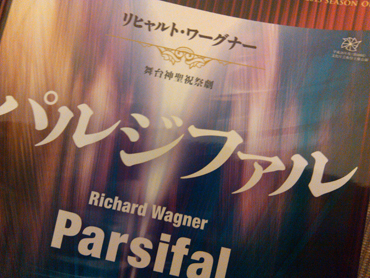 SEASON O
リヒャルト・ワーグナー
舞台神聖祝祭劇
パルジファル
Richard Wagner
Parsifal